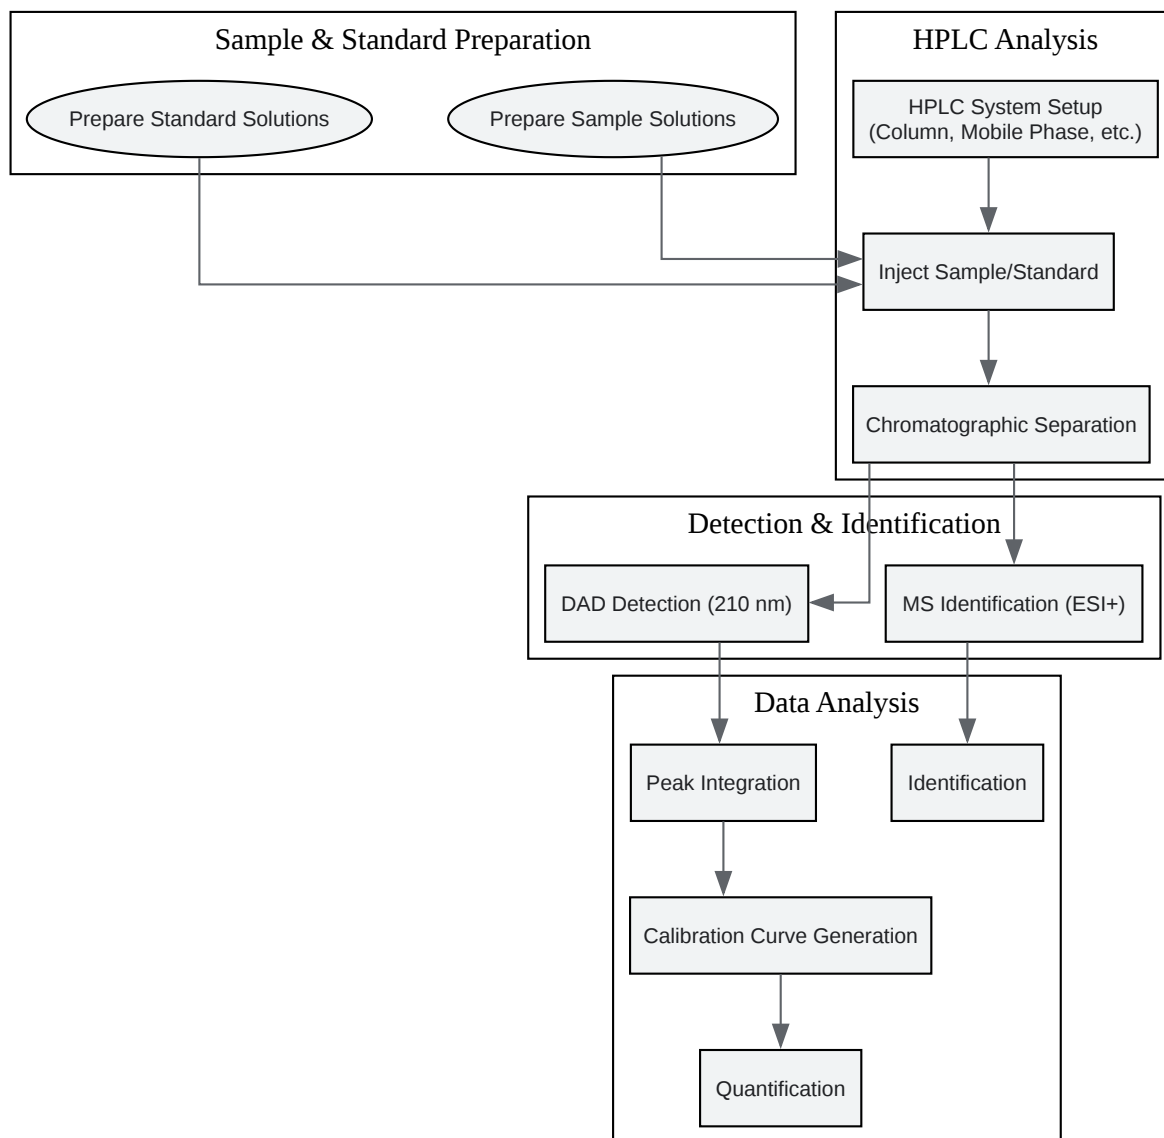 Sample & Standard Preparation
Prepare Standard Solutions
Prepare Sample Solutions
HPLC Analysis
HPLC System Setup
(Column, Mobile Phase, etc.)
Inject Sample/Standard
Chromatographic Separation
Detection & Identification
DAD Detection (210 nm)
MS Identification (ESI+)
Data Analysis
Peak Integration
Identification
Calibration Curve Generation
Quantification